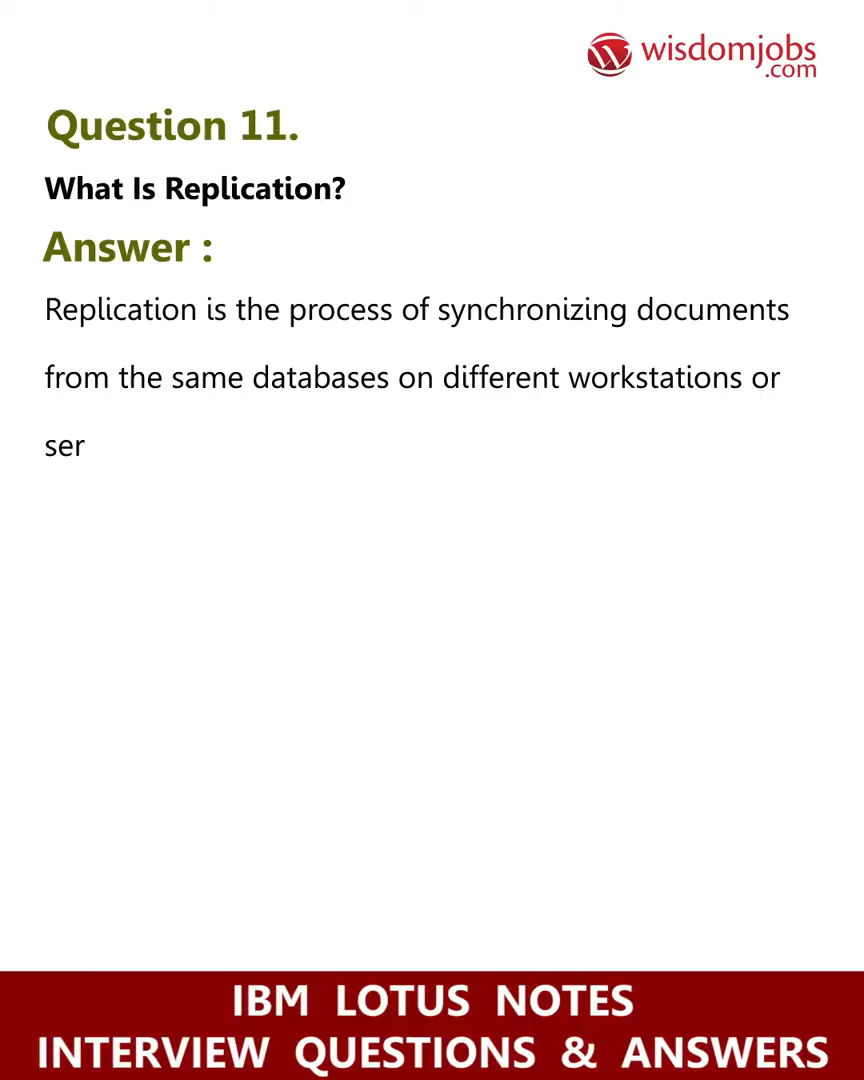 wisdomjobs
.com
Question 11.
What Is Replication?
Answer :
Replication is the process of synchronizing documents
from the same databases on different workstations or
ser
IBM LOTUS NOTES
INTERVIEW QUESTIONS & ANSWERS